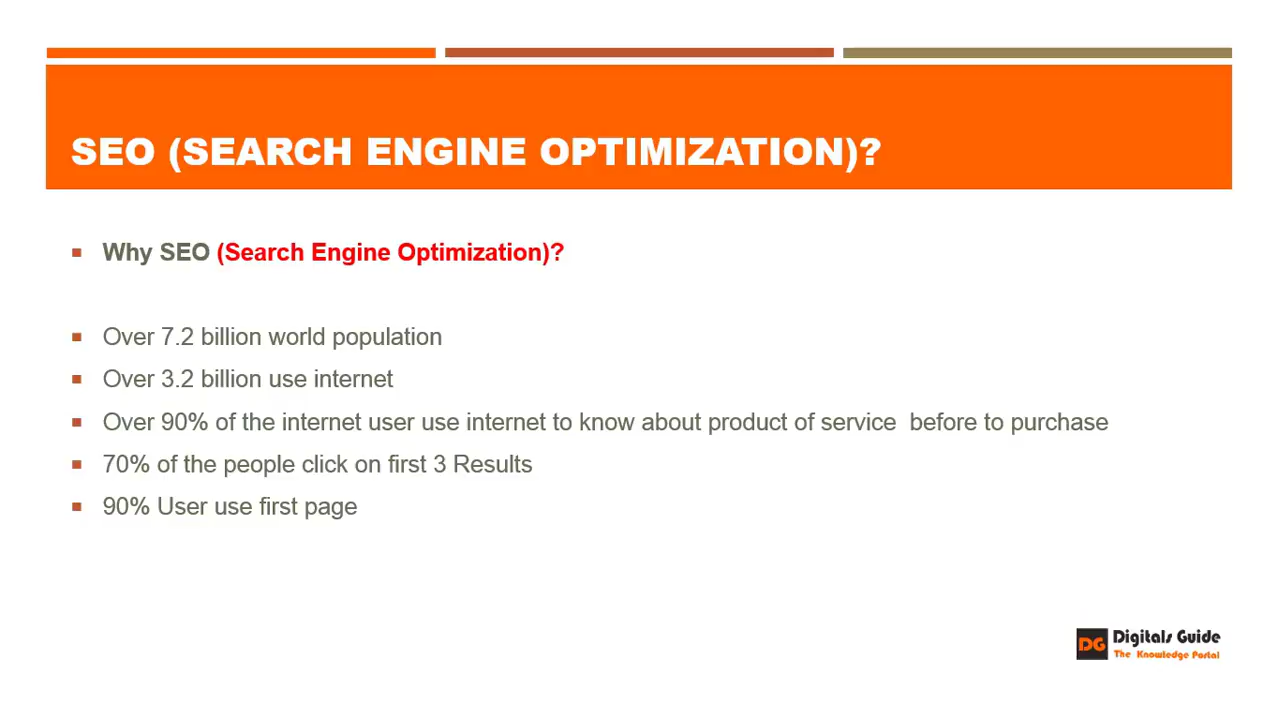 SEO (SEARCH ENGINE OPTIMIZATION)?
Why SEO (Search Engine Optimization)?
Over 7.2 billion world population
Over 3.2 billion use internet
Over 90% of the internet user use internet to know about product of service  before to purchase
70% of the people click on first 3 Results
90% User use first page
DG Digitals Guide
The Knowledge Portal